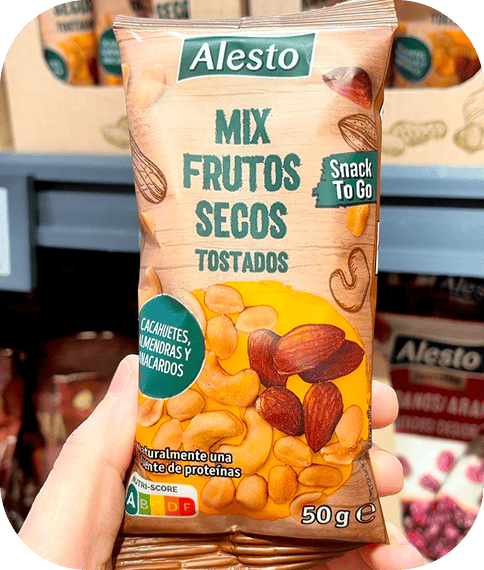 Alesto
MIX
FRUTOS
SECOS
TOSTADOS
Snack
To Go
CACAHUETES,
ALMENDRAS Y
ANACARDOS
naturalmente una
fuente de proteínas
NUTRI-SCORE
A B C D E
50 g e
Alesto